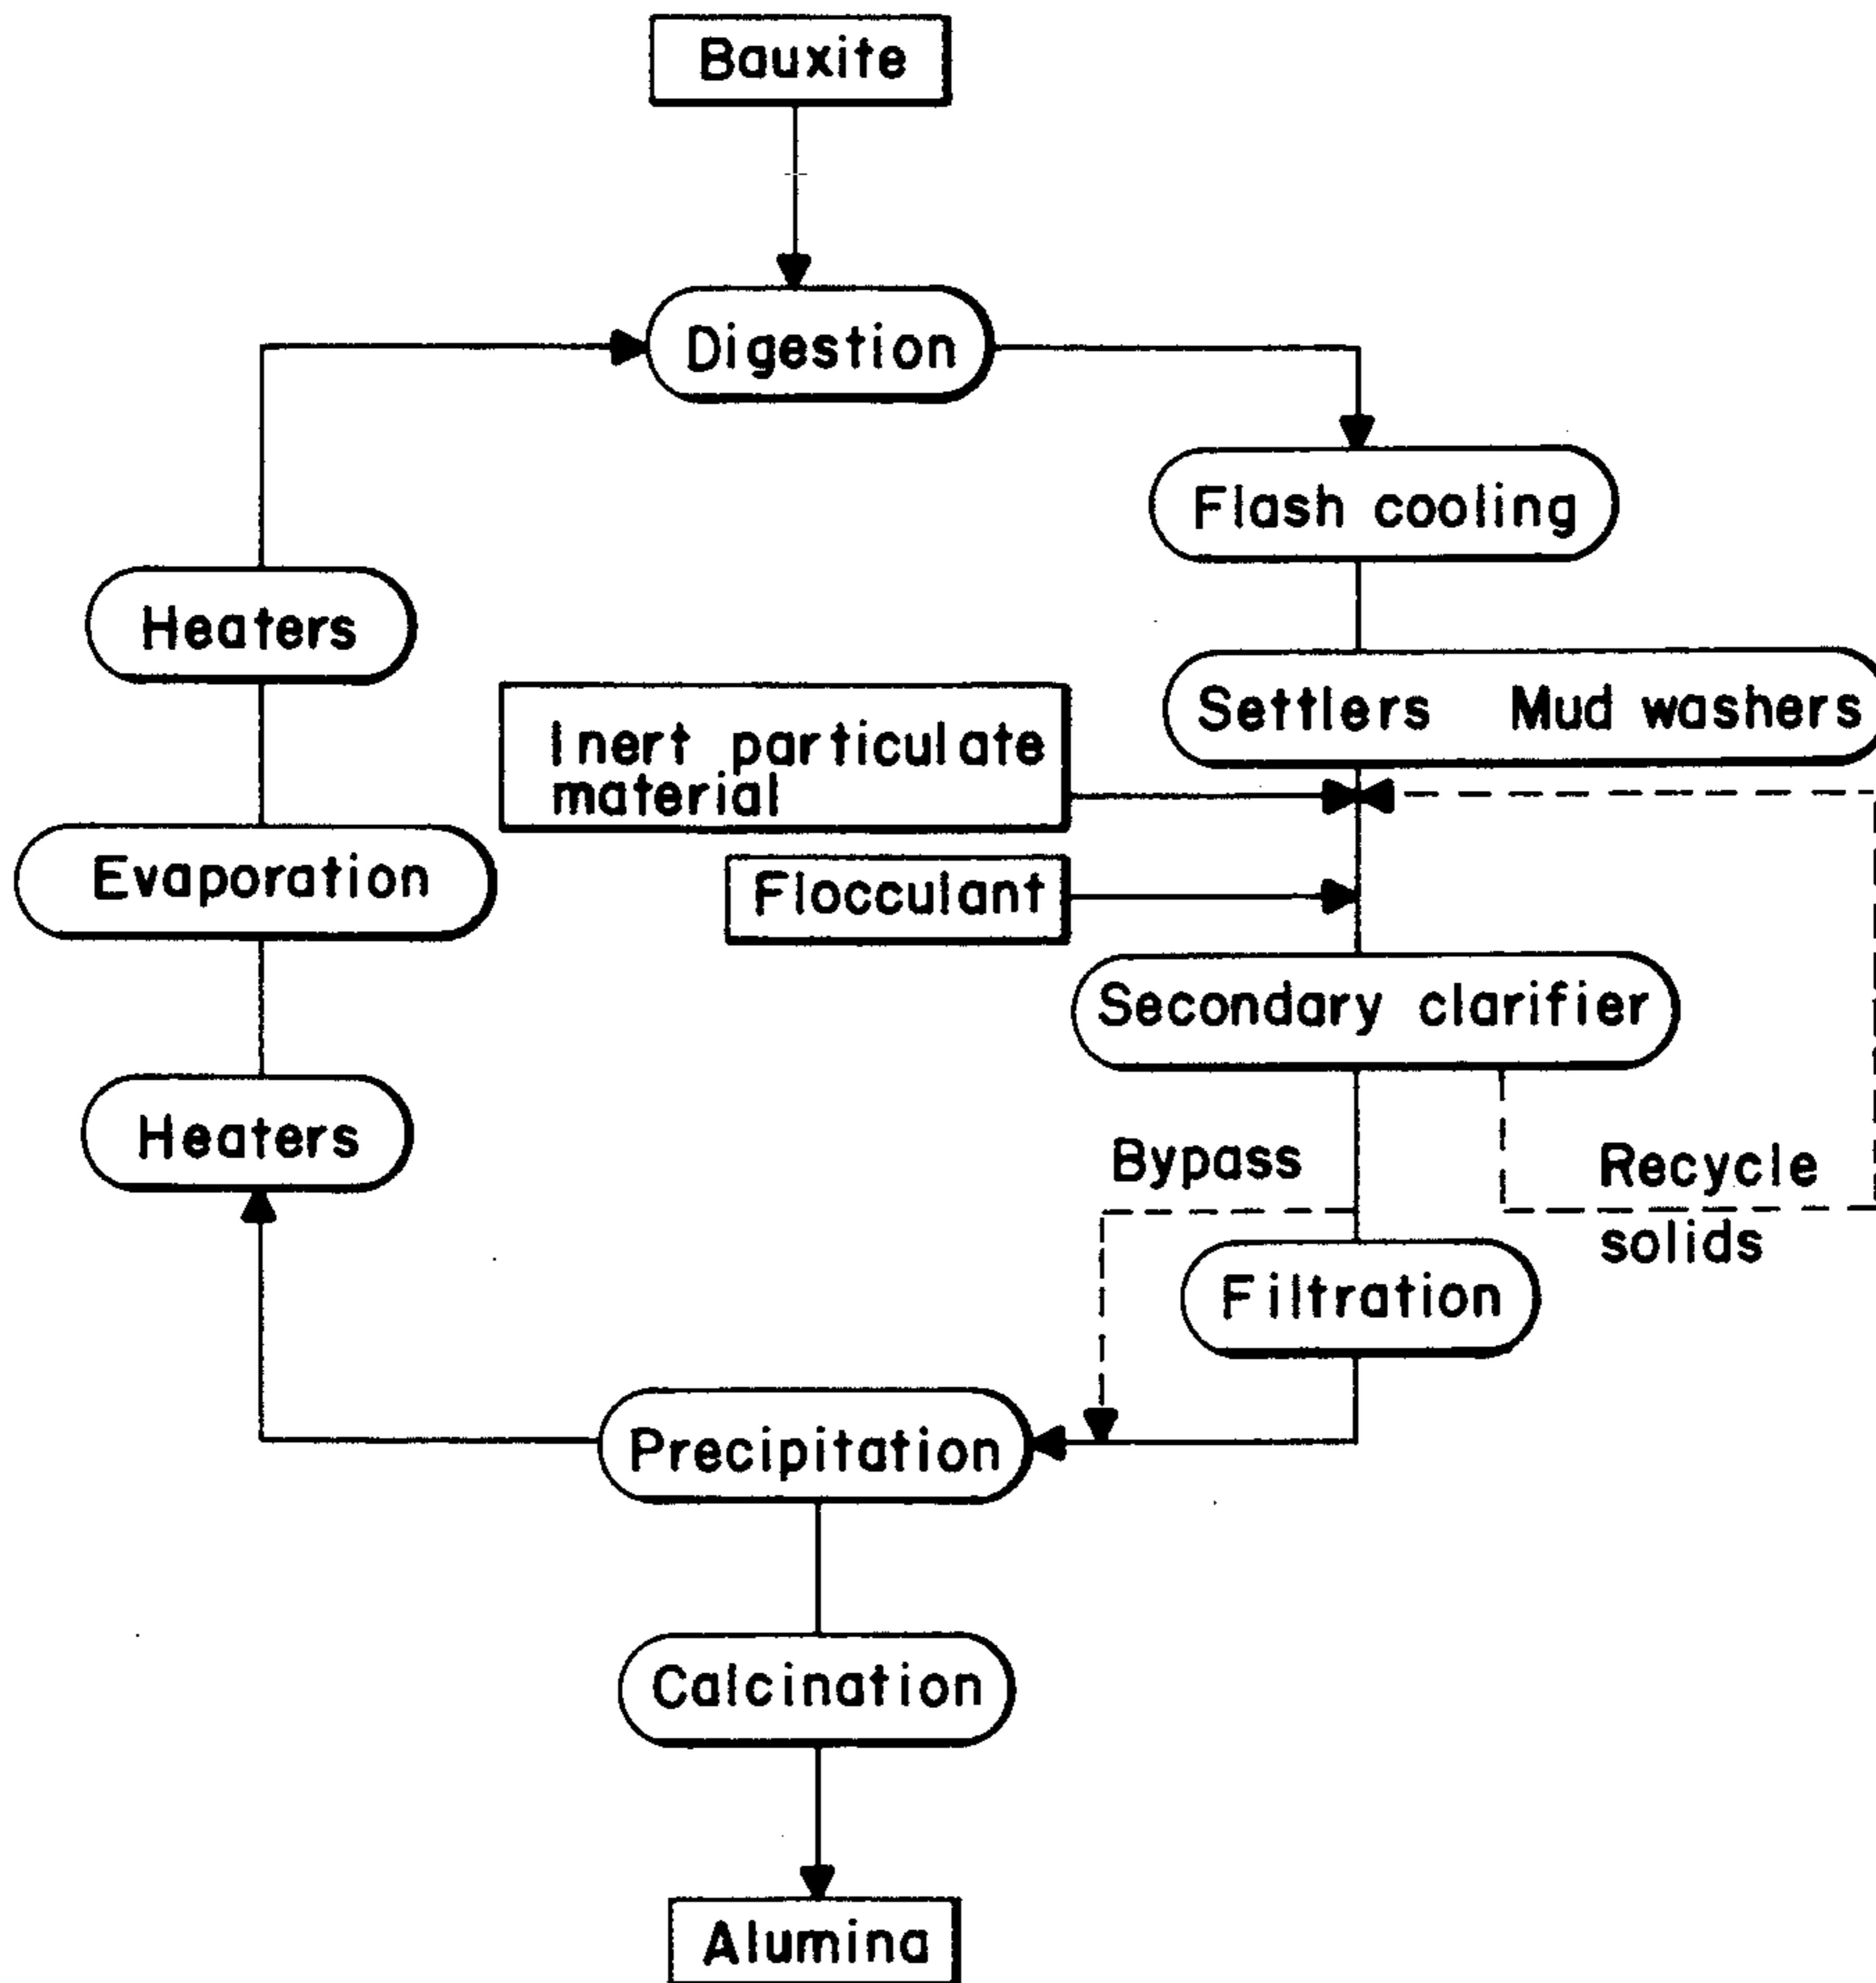 Bauxite
Digestion
Flash cooling
Heaters
Settlers Mud washers
Inert particulate
material
Flocculant
Evaporation
Secondary clarifier
Heaters
Bypass
Recycle
solids
Filtration
Precipitation
Calcination
Alumina